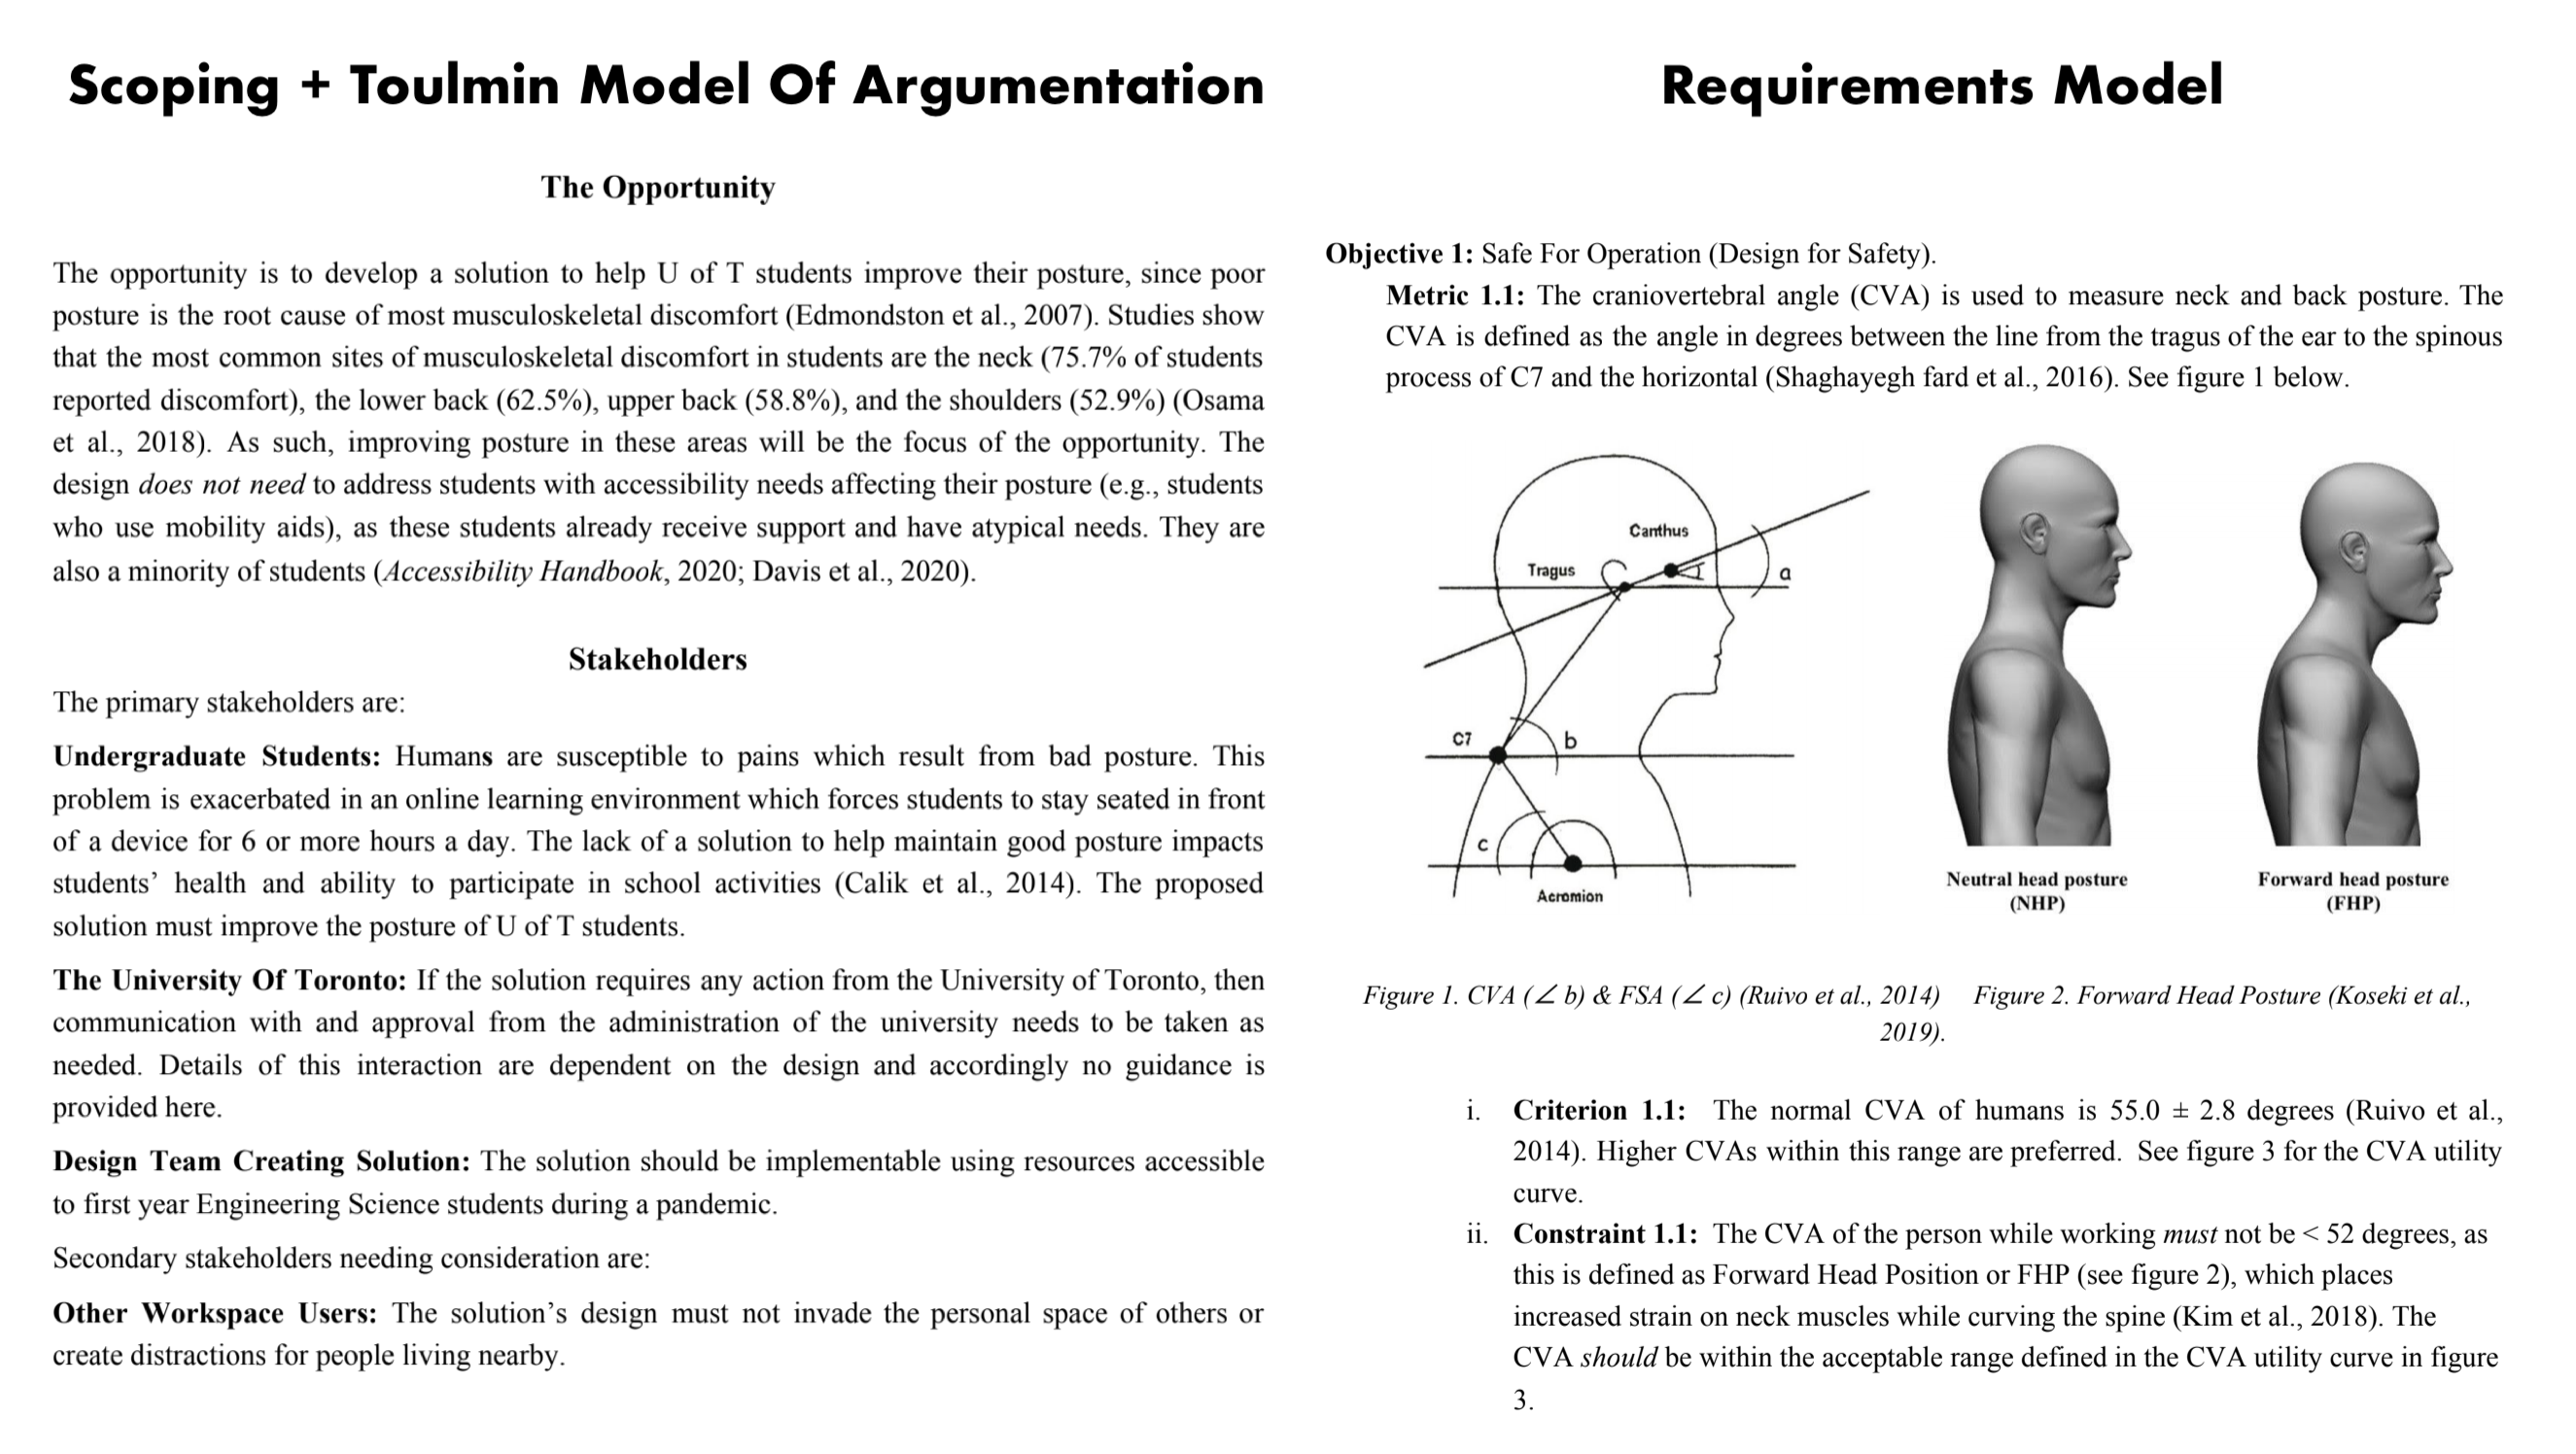 Scoping + Toulmin Model Of Argumentation
The Opportunity
The opportunity is to develop a solution to help U of T students improve their posture, since poor
posture is the root cause of most musculoskeletal discomfort (Edmondston et al., 2007). Studies show
that the most common sites of musculoskeletal discomfort in students are the neck (75.7% of students
reported discomfort), the lower back (62.5%), upper back (58.8%), and the shoulders (52.9%) (Osama
et al., 2018). As such, improving posture in these areas will be the focus of the opportunity. The
design does not need to address students with accessibility needs affecting their posture (e.g., students
who use mobility aids), as these students already receive support and have atypical needs. They are
also a minority of students (Accessibility Handbook, 2020; Davis et al., 2020).
Stakeholders
The primary stakeholders are:
Undergraduate Students: Humans are susceptible to pains which result from bad posture. This
problem is exacerbated in an online learning environment which forces students to stay seated in front
of a device for 6 or more hours a day. The lack of a solution to help maintain good posture impacts
students' health and ability to participate in school activities (Calik et al., 2014). The proposed
solution must improve the posture of U of T students.
The University Of Toronto: If the solution requires any action from the University of Toronto, then
communication with and approval from the administration of the university needs to be taken as
needed. Details of this interaction are dependent on the design and accordingly no guidance is
provided here.
Design Team Creating Solution: The solution should be implementable using resources accessible
to first year Engineering Science students during a pandemic.
Secondary stakeholders needing consideration are:
Other Workspace Users: The solution's design must not invade the personal space of others or
create distractions for people living nearby.
Requirements Model
Objective 1: Safe For Operation (Design for Safety).
Metric 1.1: The craniovertebral angle (CVA) is used to measure neck and back posture. The
CVA is defined as the angle in degrees between the line from the tragus of the ear to the spinous
process of C7 and the horizontal (Shaghayegh fard et al., 2016). See figure 1 below.
Canthus
Tragus
a
C7
b
c
Acromion
Neutral head posture
(NHP)
Forward head posture
(FHP)
Figure 1. CVA (∠ b) & FSA (∠ c) (Ruivo et al., 2014) Figure 2. Forward Head Posture (Koseki et al.,
2019).
i. Criterion 1.1: The normal CVA of humans is 55.0 ± 2.8 degrees (Ruivo et al.,
2014). Higher CVAs within this range are preferred. See figure 3 for the CVA utility
curve.
ii. Constraint 1.1: The CVA of the person while working must not be < 52 degrees, as
this is defined as Forward Head Position or FHP (see figure 2), which places
increased strain on neck muscles while curving the spine (Kim et al., 2018). The
CVA should be within the acceptable range defined in the CVA utility curve in figure
3.